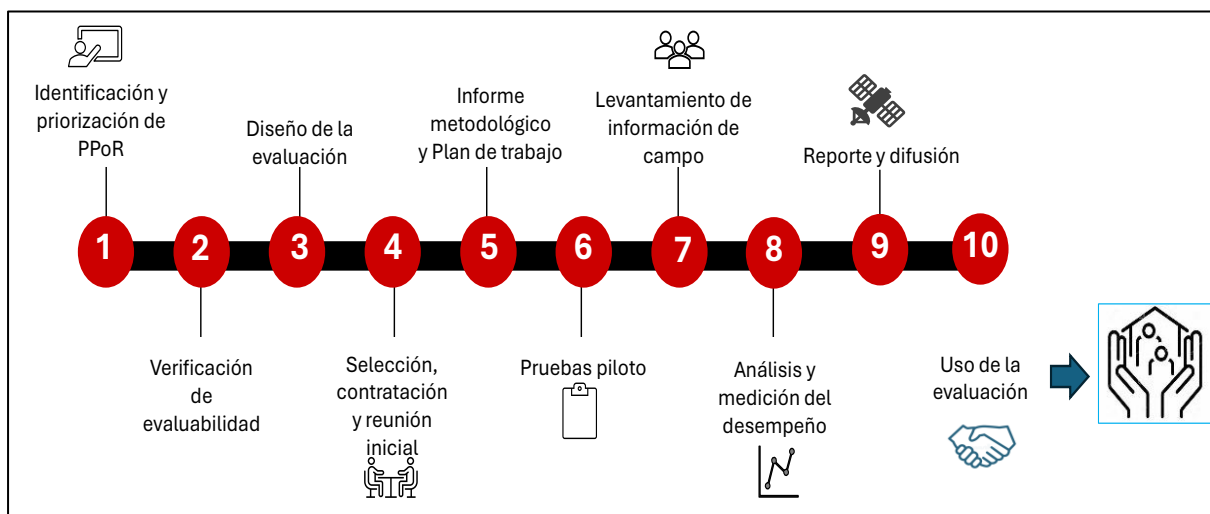 Identificación y
priorización de
PPoR
Diseño de la
evaluación
Informe
metodológico
y Plan de trabajo
Levantamiento de
información de
campo
Reporte y difusión
1
2
3
4
5
6
7
8
9
10
Verificación
de
evaluabilidad
Selección,
contratación
y reunión
inicial
Pruebas piloto
Análisis y
medición del
desempeño
Uso de la
evaluación